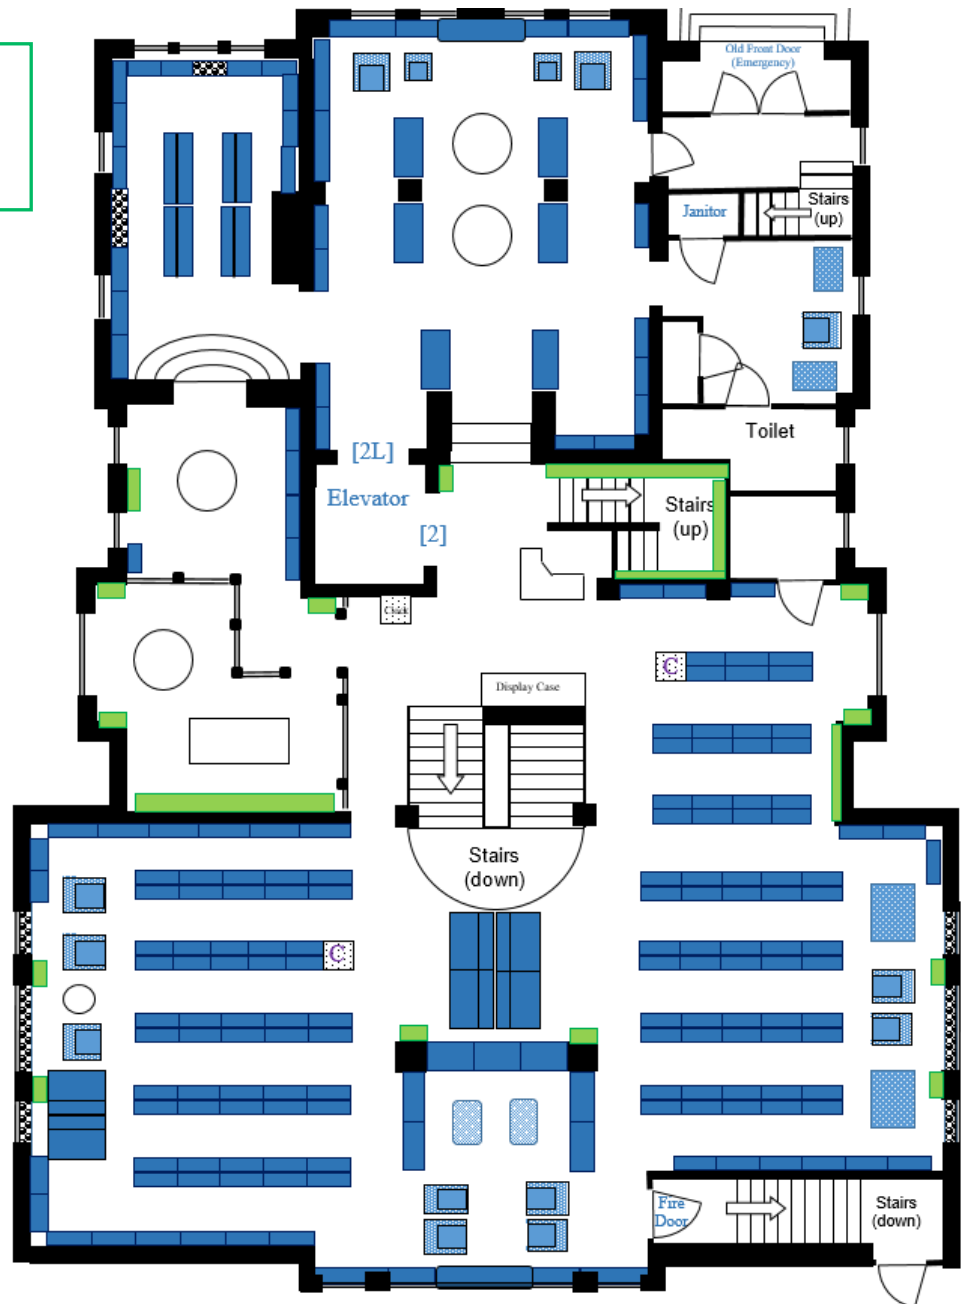 Old Front Door
(Emergency)
Stairs
(up)
Janitor
Toilet
[2L]
Elevator
[2]
Stairs
(up)
C
Display Case
Stairs
(down)
C
Fire
Door
Stairs
(down)